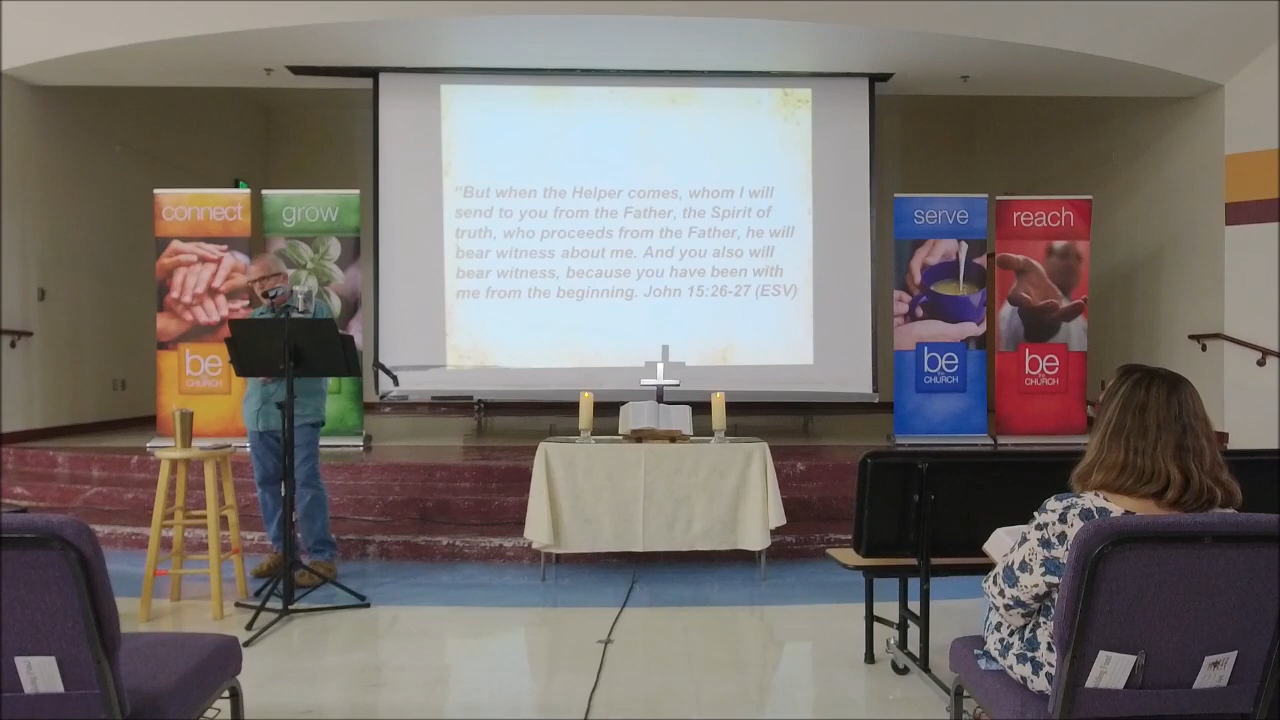 connect
grow
"But when the Helper comes, whom I will
send to you from the Father, the Spirit of
truth, who proceeds from the Father, he will
bear witness about me. And you also will
bear witness, because you have been with
me from the beginning. John 15:26-27 (ESV)
serve
reach
be
CHURCH
be
the
CHURCH
be
the
CHURCH